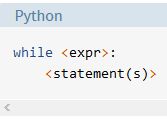 Python
while <expr>:
    <statement(s)>